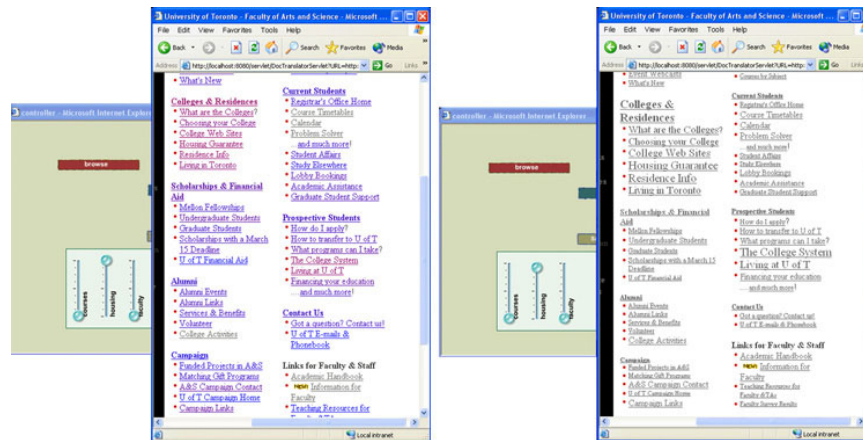 University of Toronto - Faculty of Arts and Science - Microsoft ...
File Edit View Favorites Tools Help
Back Search Favorites Media
Address http://localhost:8080/servlet/DocTranslatorServlet?URL=http: Go Links
controller - Microsoft Internet Explorer
browse
courses
housing
faculty
What's New
Colleges & Residences
What are the Colleges?
Choosing your College
College Web Sites
Housing Guarantee
Residence Info
Living in Toronto
Scholarships & Financial
Aid
Mellon Fellowships
Undergraduate Students
Graduate Students
Scholarships with a March
15 Deadline
U of T Financial Aid
Alumni
Alumni Events
Alumni Links
Services & Benefits
Volunteer
College Activities
Campaign
Funded Projects in A&S
Matching Gift Programs
A&S Campaign Contact
U of T Campaign Home
Campaign Links
Current Students
Registrar's Office Home
Course Timetables
Calendar
Problem Solver
...and much more!
Student Affairs
Study Elsewhere
Lobby Bookings
Academic Assistance
Graduate Student Support
Prospective Students
How do I apply?
How to transfer to U of T
What programs can I take?
The College System
Living at U of T
Financing your education
....and much more!
Contact Us
Got a question? Contact us!
U of T E-mails &
Phonebook
Links for Faculty & Staff
Academic Handbook
NEW Information for
Faculty
Teaching Resources for
Faculty & TAs
Local intranet
University of Toronto - Faculty of Arts and Science - Microsoft ...
File Edit View Favorites Tools Help
Back Search Favorites Media
Address http://localhost:8080/servlet/DocTranslatorServlet?URL=http: Go Links
controller - Microsoft Internet Explorer
browse
courses
housing
faculty
Event Webcasts
What's New
Colleges &
Residences
What are the Colleges?
Choosing your College
College Web Sites
Housing Guarantee
Residence Info
Living in Toronto
Scholarships & Financial
Aid
Mellon Fellowships
Undergraduate Students
Graduate Students
Scholarships with a March 15
Deadline
U of T Financial Aid
Alumni
Alumni Events
Alumni Links
Services & Benefits
Volunteer
College Activities
Campaign
Funded Projects in A&S
Matching Gift Programs
A&S Campaign Contact
U of T Campaign Home
Campaign Links
Courses by Subject
Current Students
Registrar's Office Home
Course Timetables
Calendar
Problem Solver
...and much more!
Student Affairs
Study Elsewhere
Lobby Bookings
Academic Assistance
Graduate Student Support
Prospective Students
How do I apply?
How to transfer to U of T
What programs can I take?
The College System
Living at U of T
Financing your education
....and much more!
Contact Us
Got a question? Contact us!
U of T E-mails & Phonebook
Links for Faculty & Staff
Academic Handbook
NEW Information for
Faculty
Teaching Resources for
Faculty &TAs
Faculty Survey Results
Local intranet